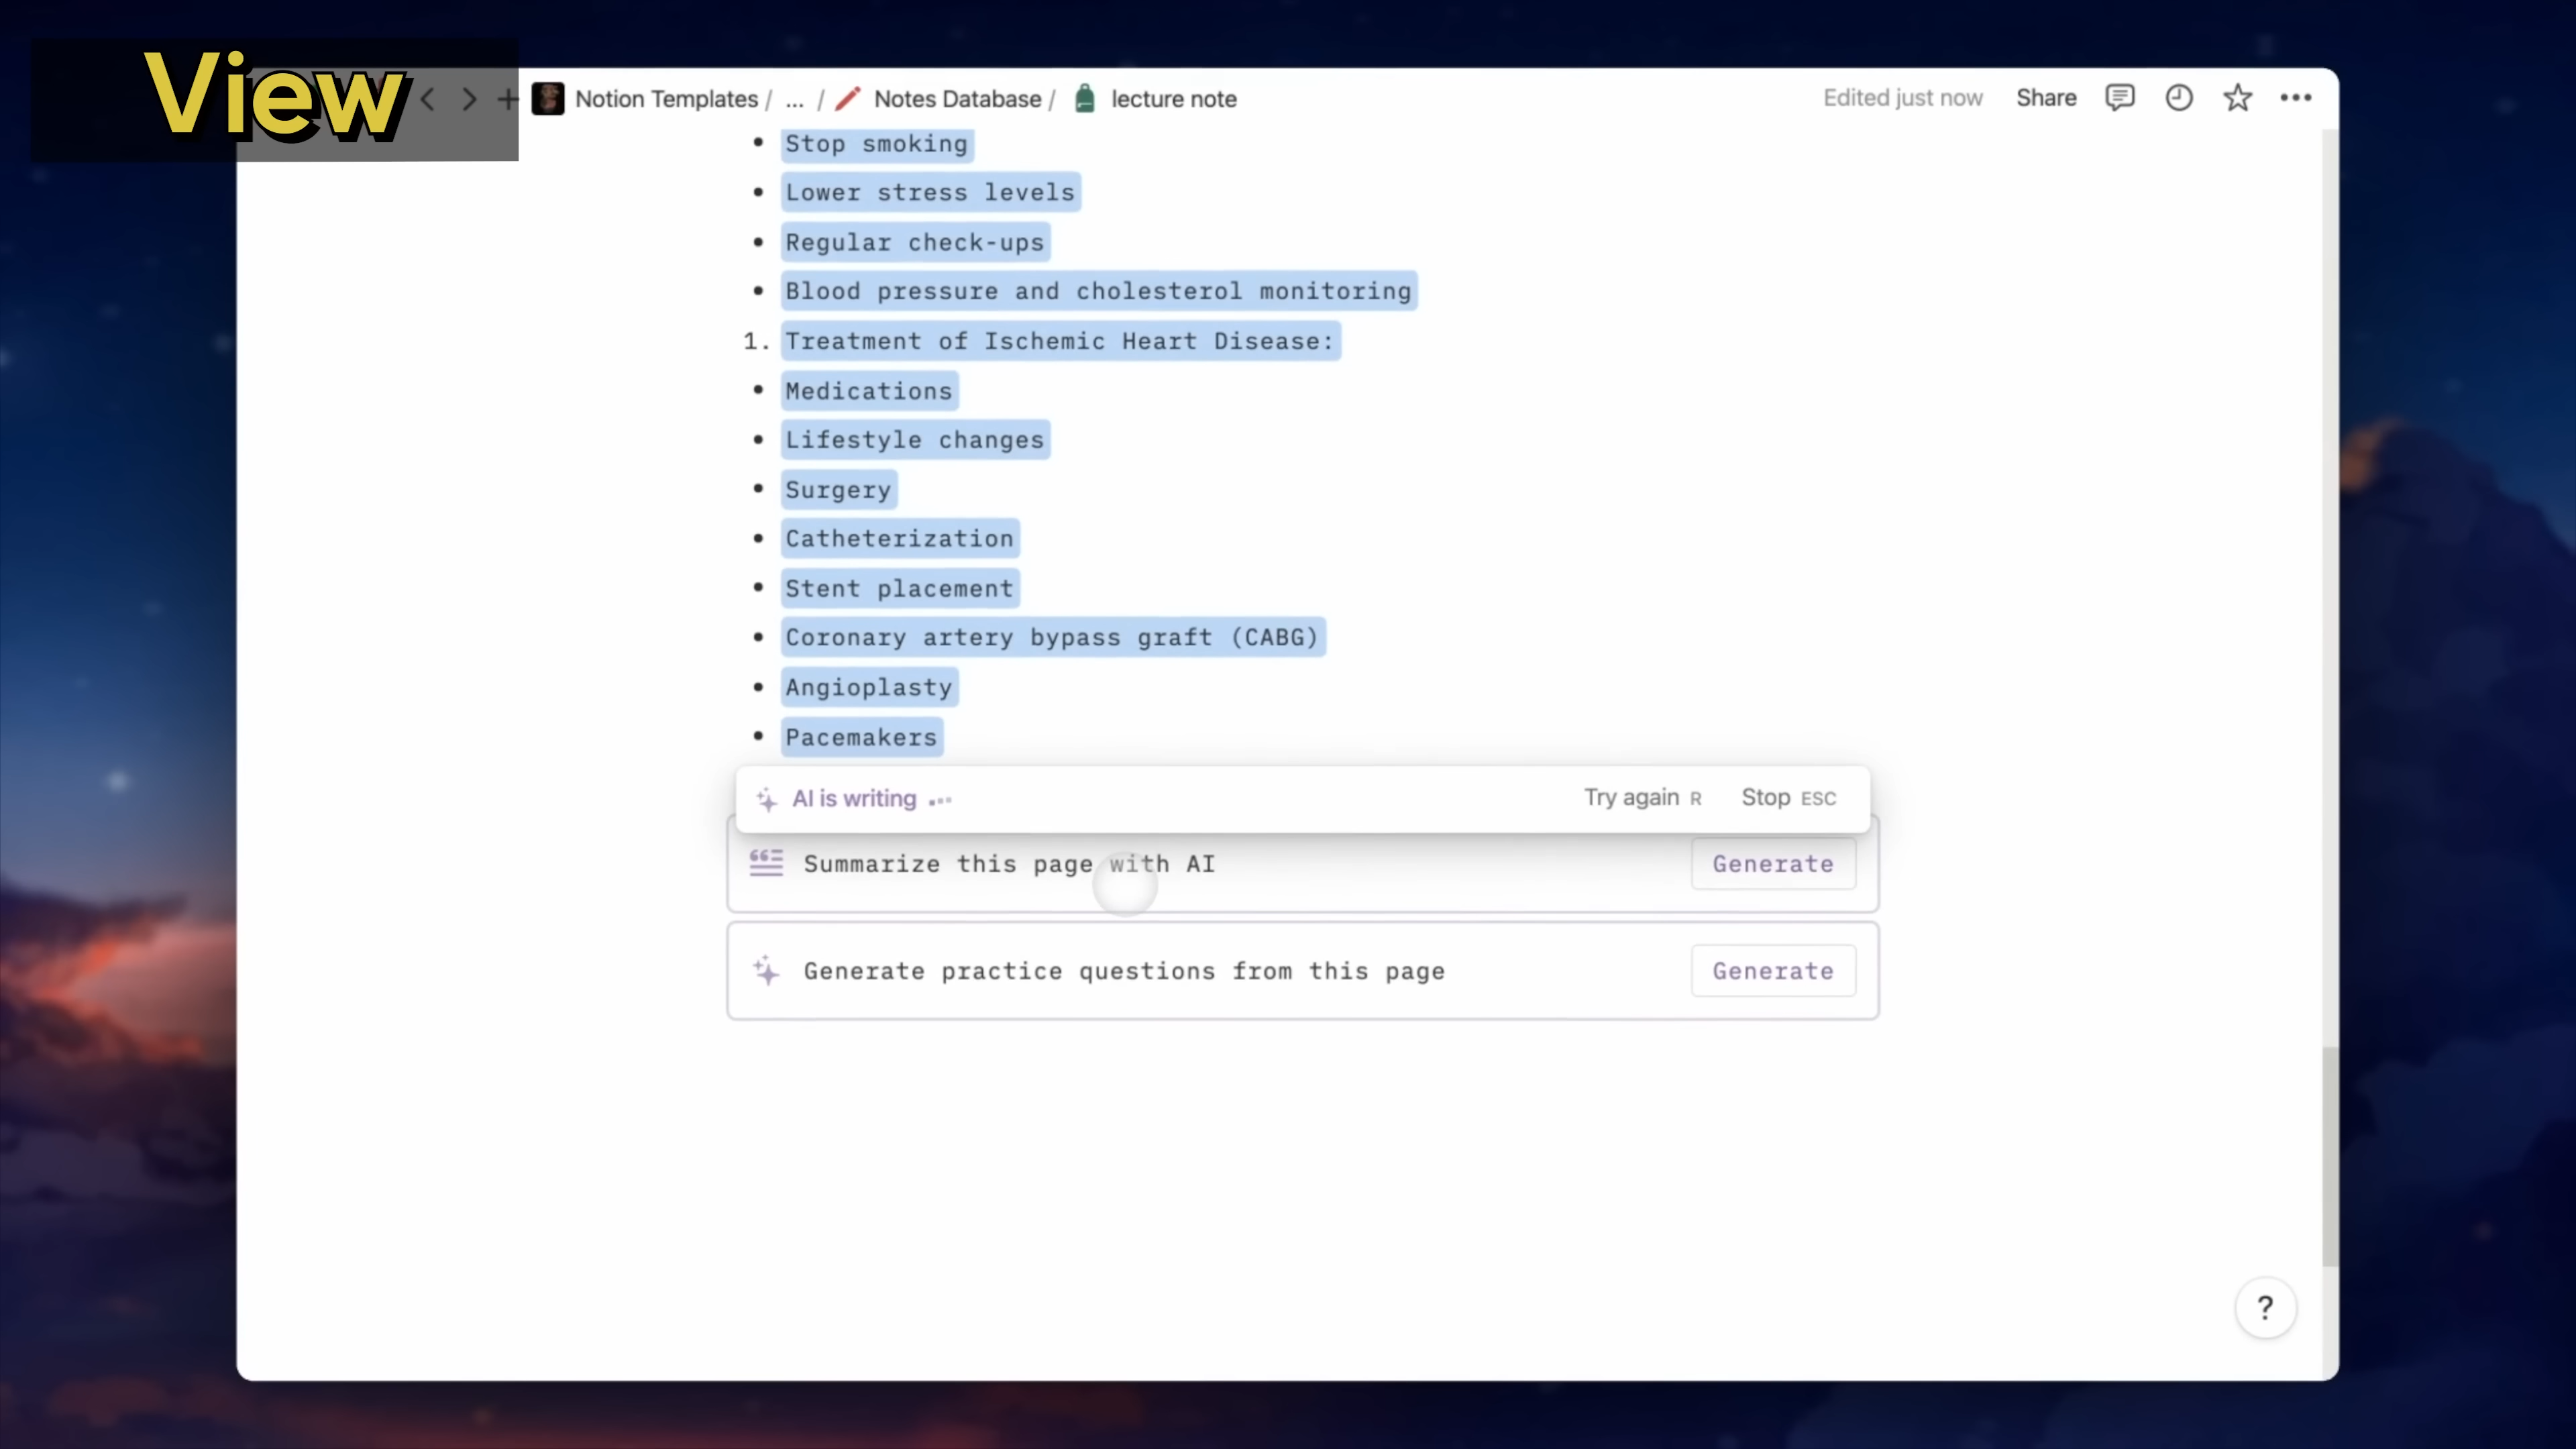 View
Notion Templates / ... / Notes Database / lecture note
Edited just now Share
• Stop smoking
• Lower stress levels
• Regular check-ups
• Blood pressure and cholesterol monitoring
1. Treatment of Ischemic Heart Disease:
• Medications
• Lifestyle changes
• Surgery
• Catheterization
• Stent placement
• Coronary artery bypass graft (CABG)
• Angioplasty
• Pacemakers
AI is writing Try again R Stop ESC
Summarize this page with AI Generate
Generate practice questions from this page Generate
?